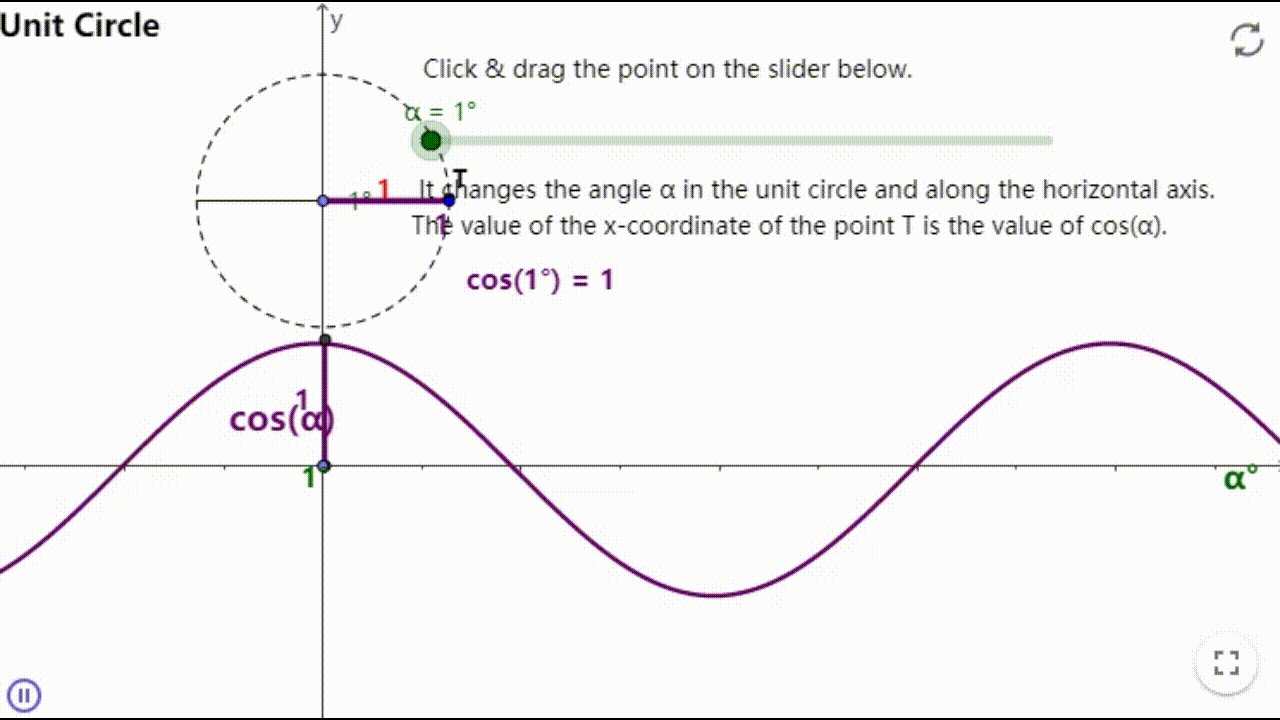 Unit Circle
y
Click & drag the point on the slider below.
α = 1°
T
1° 1 It changes the angle α in the unit circle and along the horizontal axis.
1
The value of the x-coordinate of the point T is the value of cos(α).
cos(1°) = 1
1
cos(α)
1°
α°